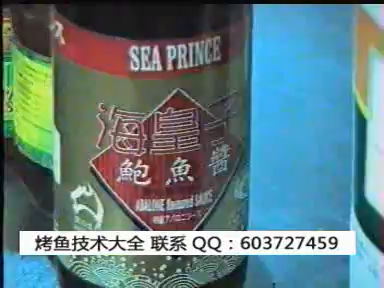 SEA PRINCE
海皇子
鮑魚醬
ABALONE flavoured SAUCE
烤鱼技术大全 联系 QQ：603727459